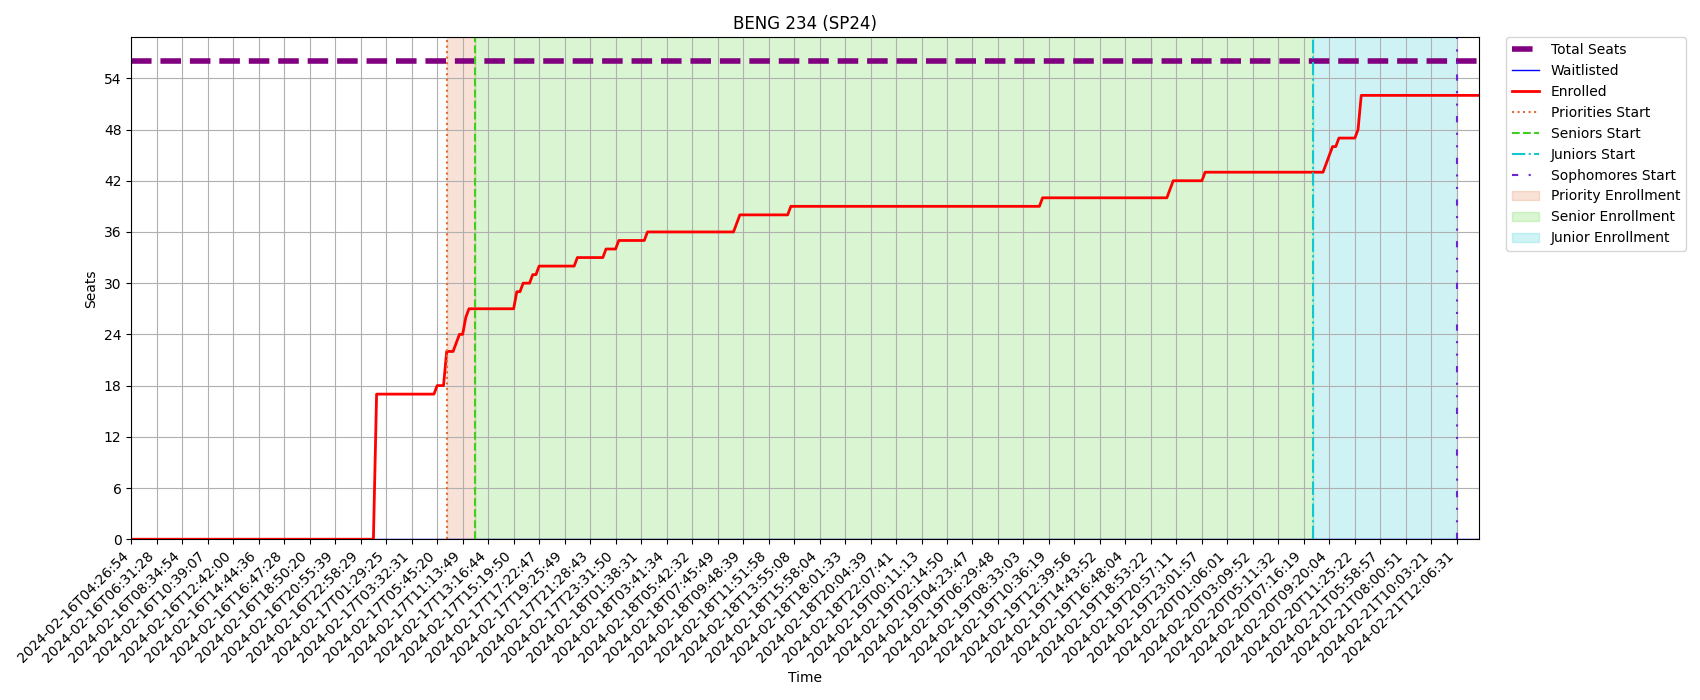 BENG 234 (SP24)
Seats
54
48
42
36
30
24
18
12
6
0
2024-02-16T04:26:54
2024-02-16T06:31:28
2024-02-16T08:34:54
2024-02-16T10:39:07
2024-02-16T12:42:00
2024-02-16T14:44:36
2024-02-16T16:47:28
2024-02-16T18:50:20
2024-02-16T20:55:39
2024-02-16T22:58:29
2024-02-17T01:29:25
2024-02-17T03:32:31
2024-02-17T05:45:20
2024-02-17T11:13:49
2024-02-17T13:16:44
2024-02-17T15:19:50
2024-02-17T17:22:47
2024-02-17T19:25:49
2024-02-17T21:28:43
2024-02-17T23:31:50
2024-02-18T01:38:31
2024-02-18T03:41:34
2024-02-18T05:42:32
2024-02-18T07:45:49
2024-02-18T09:48:39
2024-02-18T11:51:58
2024-02-18T13:55:08
2024-02-18T15:58:04
2024-02-18T18:01:33
2024-02-18T20:04:39
2024-02-18T22:07:41
2024-02-19T00:11:13
2024-02-19T02:14:50
2024-02-19T04:23:47
2024-02-19T06:29:48
2024-02-19T08:33:03
2024-02-19T10:36:19
2024-02-19T12:39:56
2024-02-19T14:43:52
2024-02-19T16:48:04
2024-02-19T18:53:22
2024-02-19T20:57:11
2024-02-19T23:01:57
2024-02-20T01:06:01
2024-02-20T03:09:52
2024-02-20T05:11:32
2024-02-20T07:16:19
2024-02-20T09:20:04
2024-02-20T11:25:22
2024-02-21T05:58:57
2024-02-21T08:00:51
2024-02-21T10:03:21
2024-02-21T12:06:31
Time
Total Seats
Waitlisted
Enrolled
Priorities Start
Seniors Start
Juniors Start
Sophomores Start
Priority Enrollment
Senior Enrollment
Junior Enrollment